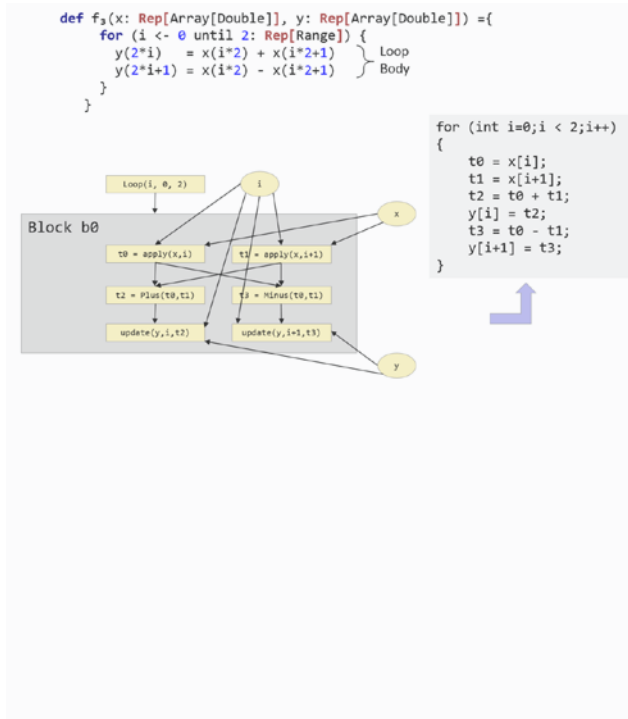 def f₃(x: Rep[Array[Double]], y: Rep[Array[Double]]) ={
for (i <- 0 until 2: Rep[Range]) {
y(2*i) = x(i*2) + x(i*2+1)
y(2*i+1) = x(i*2) - x(i*2+1)
}
}
Loop
Body
for (int i=0;i < 2;i++)
{
t0 = x[i];
t1 = x[i+1];
t2 = t0 + t1;
y[i] = t2;
t3 = t0 - t1;
y[i+1] = t3;
}
Loop(i, 0, 2)
i
x
Block b0
t0 = apply(x,i)
t1 = apply(x,i+1)
t2 = Plus(t0,t1)
t3 = Minus(t0,t1)
update(y,i,t2)
update(y,i+1,t3)
y